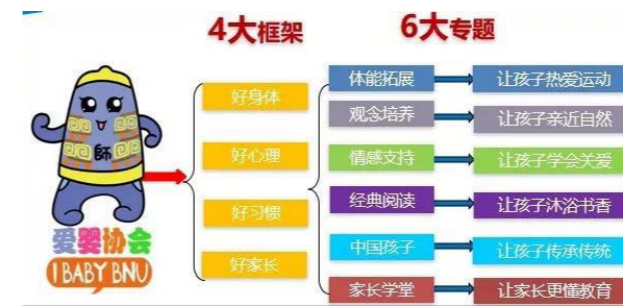 4大框架
6大专题
好身体
好心理
好习惯
好家长
体能拓展
让孩子热爱运动
观念培养
让孩子亲近自然
情感支持
让孩子学会关爱
经典阅读
让孩子沐浴书香
中国孩子
让孩子传承传统
家长学堂
让家长更懂教育
師
爱婴协会
I BABY BNU